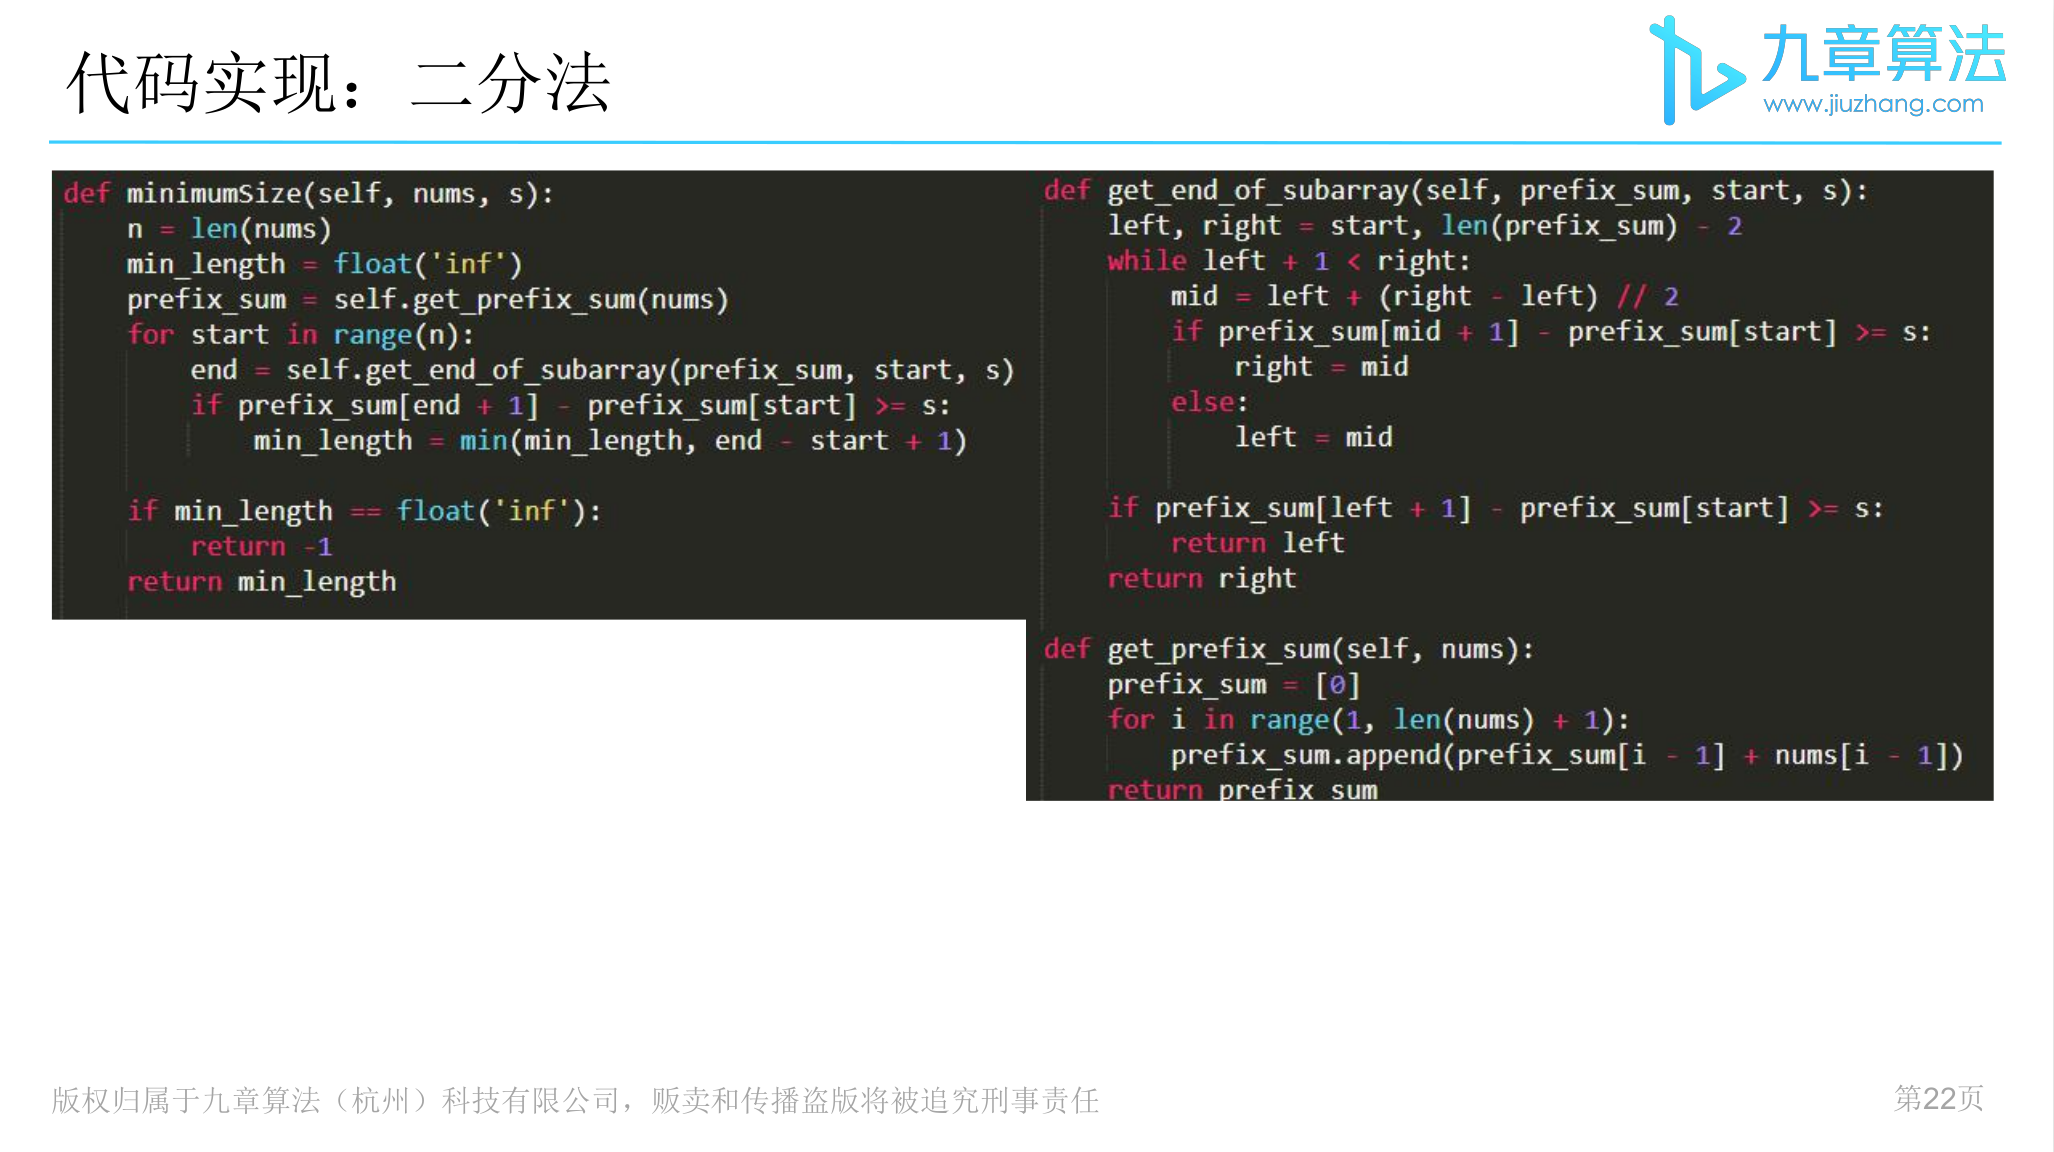 代码实现：二分法
九章算法
www.jiuzhang.com
def minimumSize(self, nums, s):
    n = len(nums)
    min_length = float('inf')
    prefix_sum = self.get_prefix_sum(nums)
    for start in range(n):
        end = self.get_end_of_subarray(prefix_sum, start, s)
        if prefix_sum[end + 1] - prefix_sum[start] >= s:
            min_length = min(min_length, end - start + 1)
    if min_length == float('inf'):
        return -1
    return min_length
def get_end_of_subarray(self, prefix_sum, start, s):
    left, right = start, len(prefix_sum) - 2
    while left + 1 < right:
        mid = left + (right - left) // 2
        if prefix_sum[mid + 1] - prefix_sum[start] >= s:
            right = mid
        else:
            left = mid
    if prefix_sum[left + 1] - prefix_sum[start] >= s:
        return left
    return right
def get_prefix_sum(self, nums):
    prefix_sum = [0]
    for i in range(1, len(nums) + 1):
        prefix_sum.append(prefix_sum[i - 1] + nums[i - 1])
    return prefix_sum
版权归属于九章算法（杭州）科技有限公司，贩卖和传播盗版将被追究刑事责任
第22页